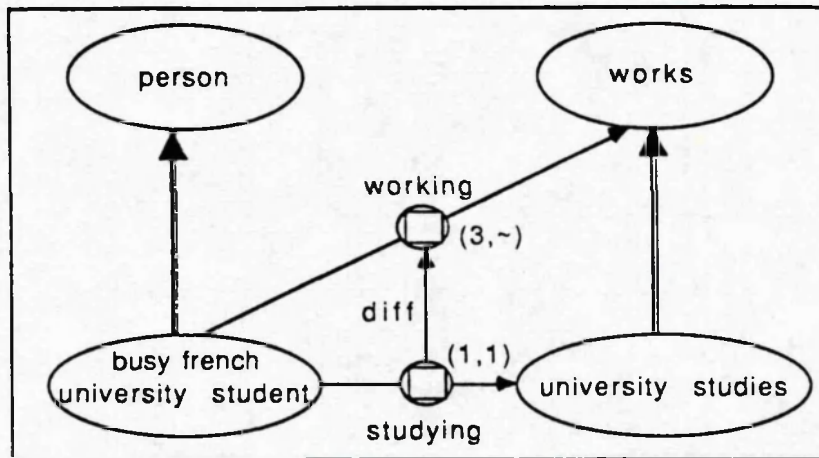 person
works
working
(3,~)
diff
(1,1)
busy french
university student
university studies
studying